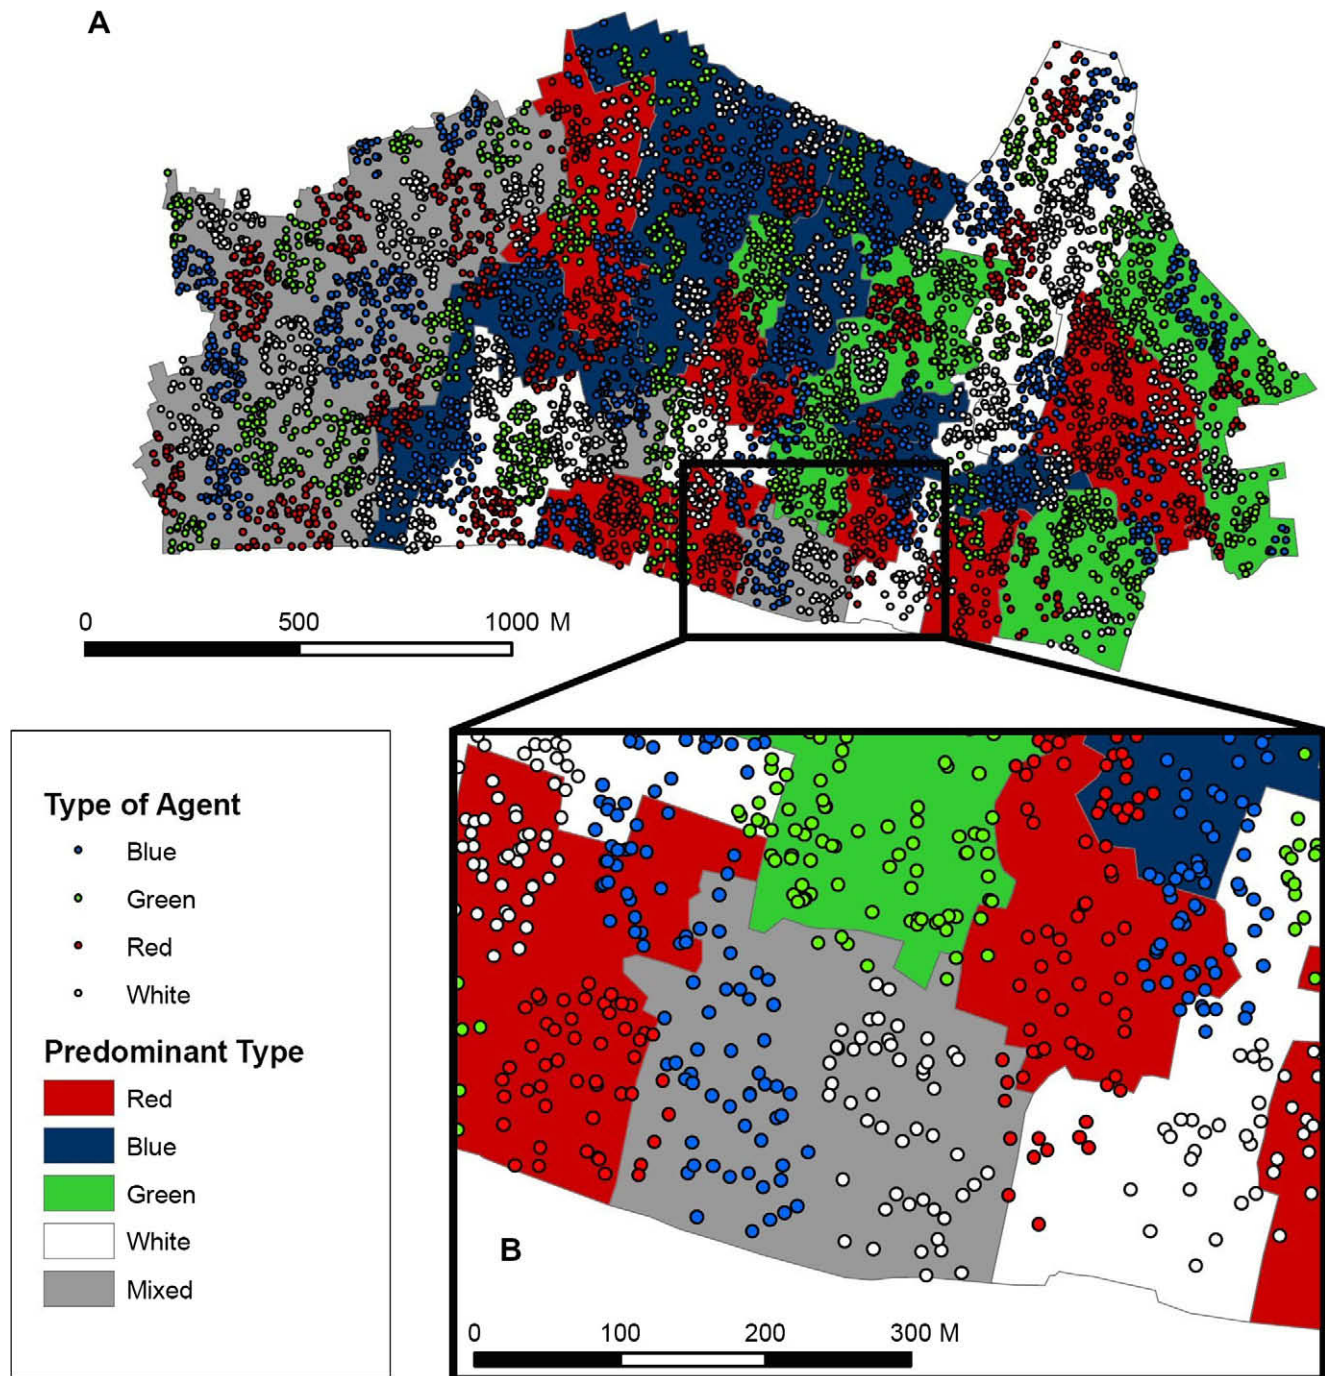 A
0 500 1000 M
Type of Agent
Blue
Green
Red
White
Predominant Type
Red
Blue
Green
White
Mixed
B
0 100 200 300 M